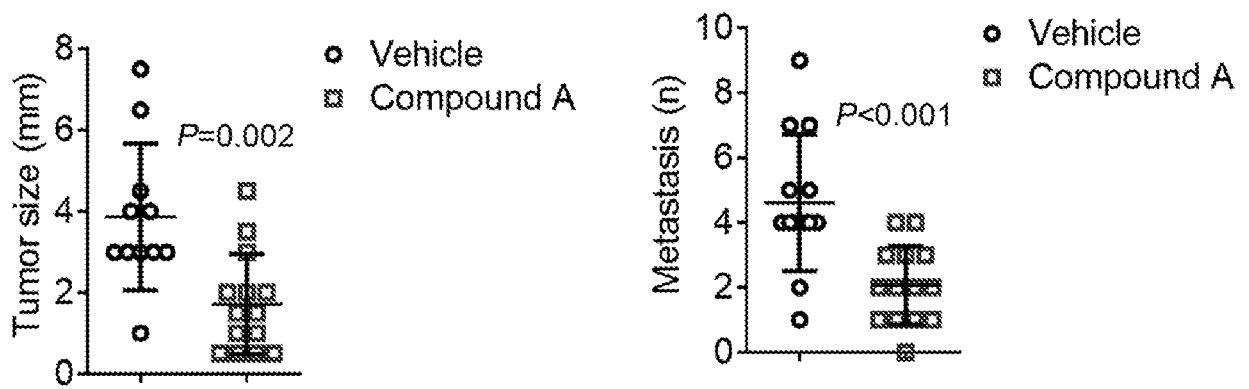 Tumor size (mm)
8
6
4
2
0
Vehicle
Compound A
P=0.002
Metastasis (n)
10
8
6
4
2
0
Vehicle
Compound A
P<0.001